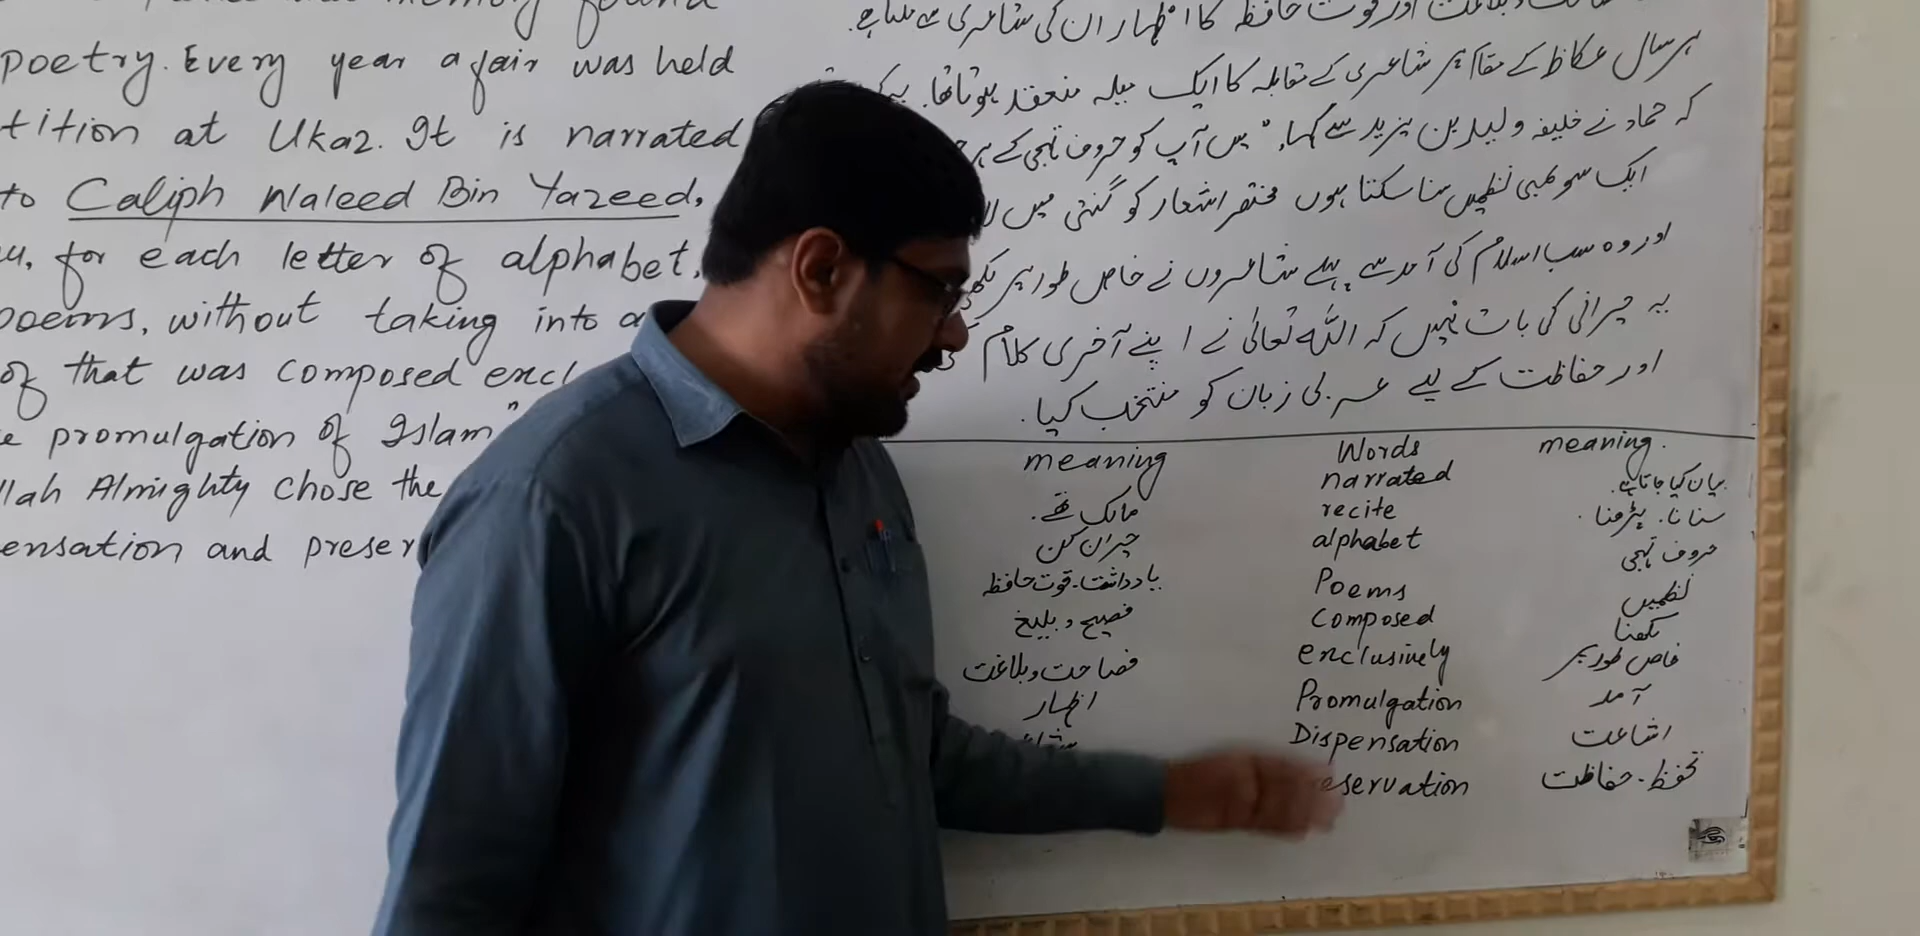 poetry. Every year a fair was held
tition at Ukaz. It is narrated
to Caliph Waleed Bin Yazeed,
for each letter of alphabet,
poems, without taking into a
of that was composed excl
promulgation of Islam"
llah Almighty chose the
ensation and preser
اور قوت حافظہ کا اظہار ان کی شاعری سے ملتا ہے۔
ہر سال عکاظ کے مقام پر شاعری کے مقابلہ کا ایک میلہ منعقد ہوتا تھا۔ یہ
کہ حماد نے خلیفہ ولید بن یزید سے کہا، "میں آپ کو حروف تہجی کے ہر
ایک سو لمبی نظمیں سنا سکتا ہوں مختصر اشعار کو گنتی میں
اور وہ سب اسلام کی آمد سے پہلے شاعروں نے خاص طور پر
یہ حیرانی کی بات نہیں کہ اللہ تعالیٰ نے اپنے آخری کلام کی
اور حفاظت کے لیے عربی زبان کو منتخب کیا۔
meaning Words meaning.
مالک تھے۔ narrated بیان کیا جاتا ہے۔
حیران کن recite سنانا۔ پڑھنا۔
یادداشت۔ قوت حافظہ alphabet حروف تہجی
فصیح و بلیغ Poems نظمیں
فصاحت و بلاغت Composed لکھنا
اظہار exclusively خاص طور پر
Promulgation آمد
Dispensation اشاعت
eservation تحفظ۔ حفاظت